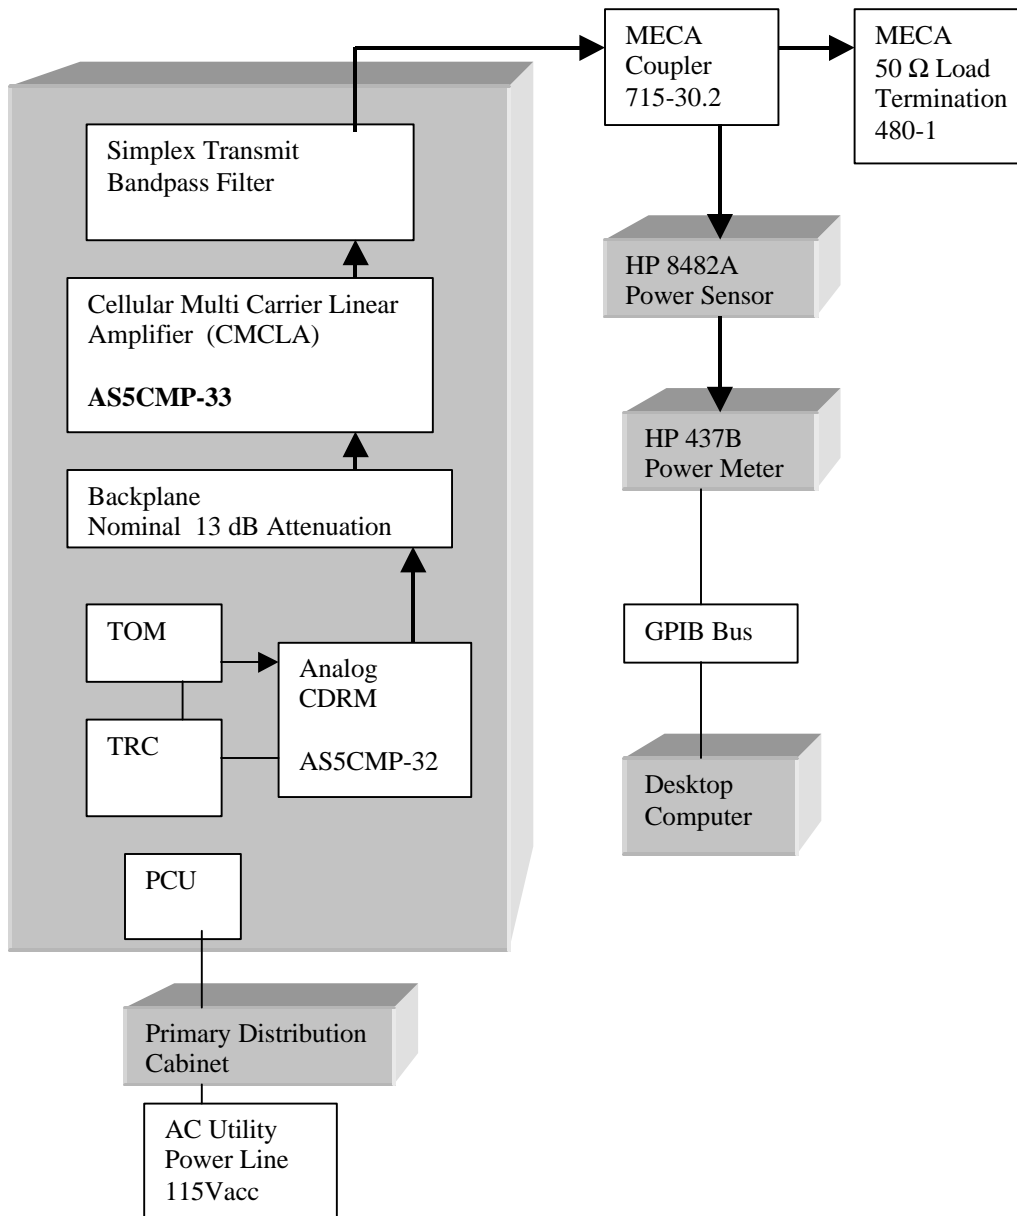 MECA
Coupler
715-30.2
MECA
50 Ω Load
Termination
480-1
Simplex Transmit
Bandpass Filter
HP 8482A
Power Sensor
Cellular Multi Carrier Linear
Amplifier (CMCLA)
AS5CMP-33
HP 437B
Power Meter
Backplane
Nominal 13 dB Attenuation
TOM
GPIB Bus
Analog
CDRM
AS5CMP-32
TRC
Desktop
Computer
PCU
Primary Distribution
Cabinet
AC Utility
Power Line
115Vacc